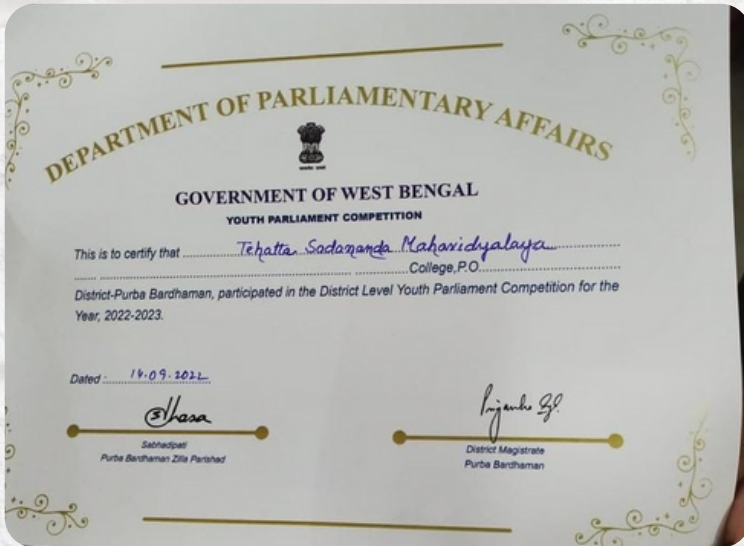 DEPARTMENT OF PARLIAMENTARY AFFAIRS
GOVERNMENT OF WEST BENGAL
YOUTH PARLIAMENT COMPETITION
This is to certify that Tehatta Sadananda Mahavidyalaya
College,P.O.
District-Purba Bardhaman, participated in the District Level Youth Parliament Competition for the
Year, 2022-2023.
Dated : 14.09.2022
Sabhadipati
Purba Bardhaman Zilla Parishad
District Magistrate
Purba Bardhaman